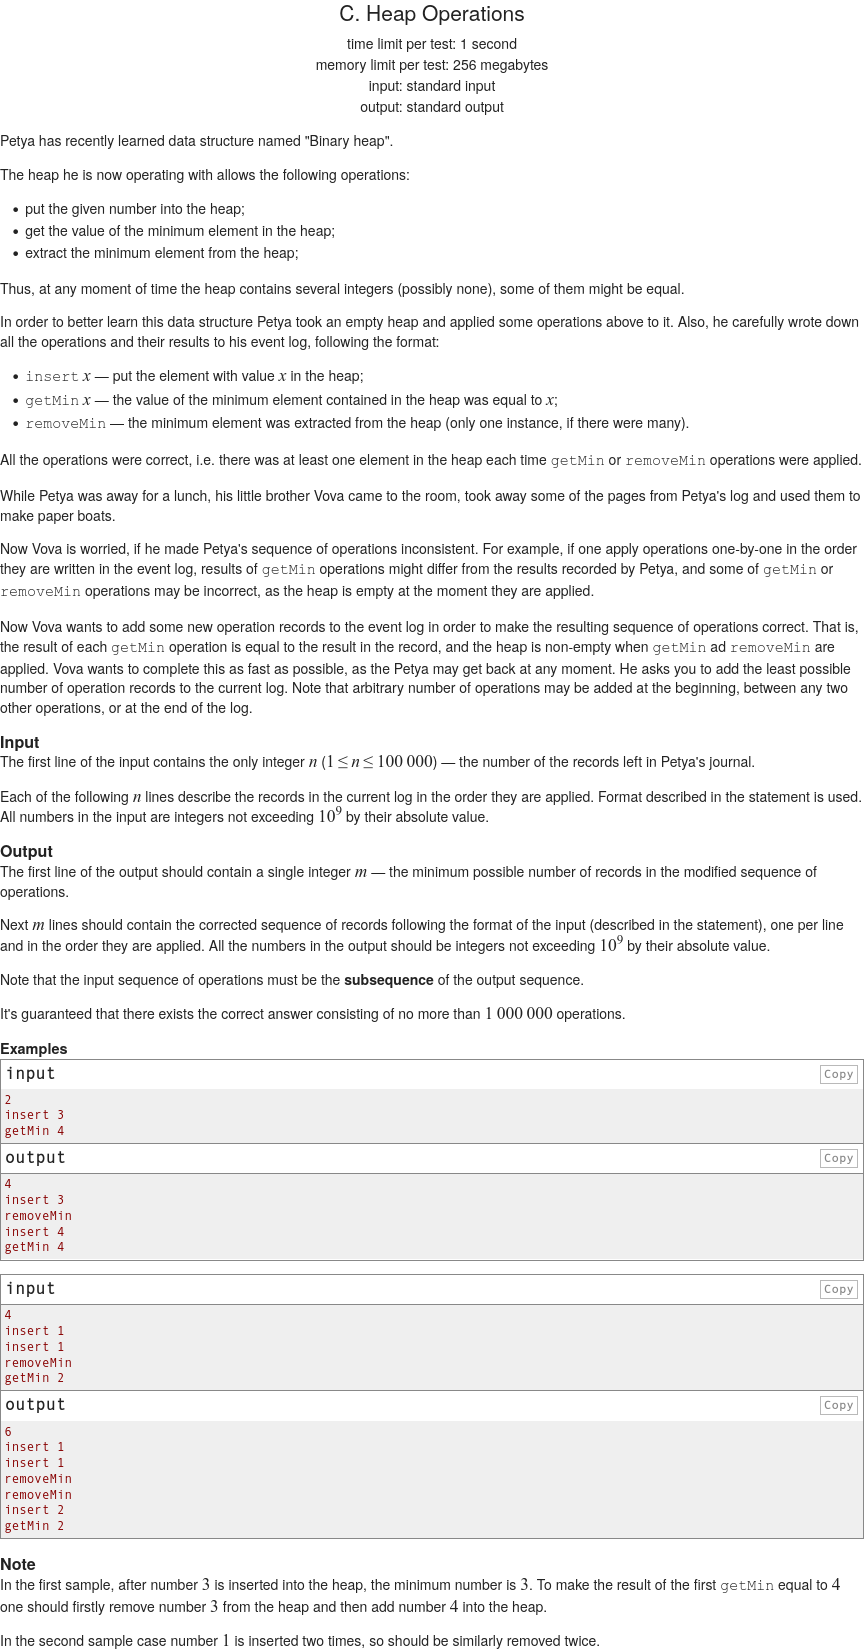 C. Heap Operations
time limit per test: 1 second
memory limit per test: 256 megabytes
input: standard input
output: standard output
Petya has recently learned data structure named "Binary heap".
The heap he is now operating with allows the following operations:
• put the given number into the heap;
• get the value of the minimum element in the heap;
• extract the minimum element from the heap;
Thus, at any moment of time the heap contains several integers (possibly none), some of them might be equal.
In order to better learn this data structure Petya took an empty heap and applied some operations above to it. Also, he carefully wrote down
all the operations and their results to his event log, following the format:
• insert x — put the element with value x in the heap;
• getMin x — the value of the minimum element contained in the heap was equal to x;
• removeMin — the minimum element was extracted from the heap (only one instance, if there were many).
All the operations were correct, i.e. there was at least one element in the heap each time getMin or removeMin operations were applied.
While Petya was away for a lunch, his little brother Vova came to the room, took away some of the pages from Petya's log and used them to
make paper boats.
Now Vova is worried, if he made Petya's sequence of operations inconsistent. For example, if one apply operations one-by-one in the order
they are written in the event log, results of getMin operations might differ from the results recorded by Petya, and some of getMin or
removeMin operations may be incorrect, as the heap is empty at the moment they are applied.
Now Vova wants to add some new operation records to the event log in order to make the resulting sequence of operations correct. That is,
the result of each getMin operation is equal to the result in the record, and the heap is non-empty when getMin ad removeMin are
applied. Vova wants to complete this as fast as possible, as the Petya may get back at any moment. He asks you to add the least possible
number of operation records to the current log. Note that arbitrary number of operations may be added at the beginning, between any two
other operations, or at the end of the log.
Input
The first line of the input contains the only integer n (1 ≤ n ≤ 100 000) — the number of the records left in Petya's journal.
Each of the following n lines describe the records in the current log in the order they are applied. Format described in the statement is used.
All numbers in the input are integers not exceeding 10^9 by their absolute value.
Output
The first line of the output should contain a single integer m — the minimum possible number of records in the modified sequence of
operations.
Next m lines should contain the corrected sequence of records following the format of the input (described in the statement), one per line
and in the order they are applied. All the numbers in the output should be integers not exceeding 10^9 by their absolute value.
Note that the input sequence of operations must be the subsequence of the output sequence.
It's guaranteed that there exists the correct answer consisting of no more than 1 000 000 operations.
Examples
input Copy
2
insert 3
getMin 4
output Copy
4
insert 3
removeMin
insert 4
getMin 4
input Copy
4
insert 1
insert 1
removeMin
getMin 2
output Copy
6
insert 1
insert 1
removeMin
removeMin
insert 2
getMin 2
Note
In the first sample, after number 3 is inserted into the heap, the minimum number is 3. To make the result of the first getMin equal to 4
one should firstly remove number 3 from the heap and then add number 4 into the heap.
In the second sample case number 1 is inserted two times, so should be similarly removed twice.